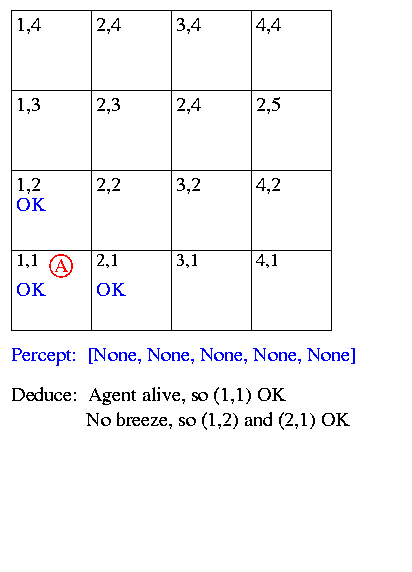 1,4 2,4 3,4 4,4
1,3 2,3 2,4 2,5
1,2 2,2 3,2 4,2
OK
1,1 A 2,1 3,1 4,1
OK OK
Percept: [None, None, None, None, None]
Deduce: Agent alive, so (1,1) OK
No breeze, so (1,2) and (2,1) OK